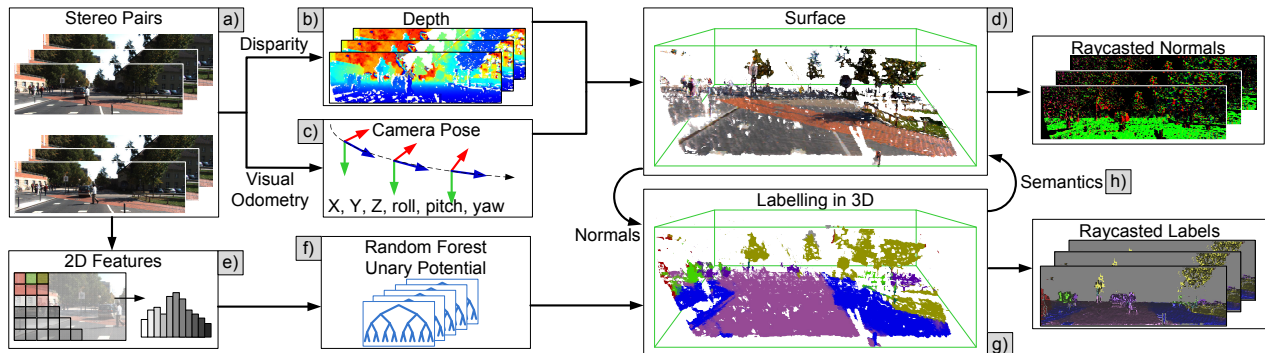 Stereo Pairs
a)
Disparity
Visual
Odometry
b)
Depth
c)
Camera Pose
X, Y, Z, roll, pitch, yaw
Surface
d)
Raycasted Normals
2D Features
e)
f)
Random Forest
Unary Potential
Normals
Labelling in 3D
g)
Semantics
h)
Raycasted Labels